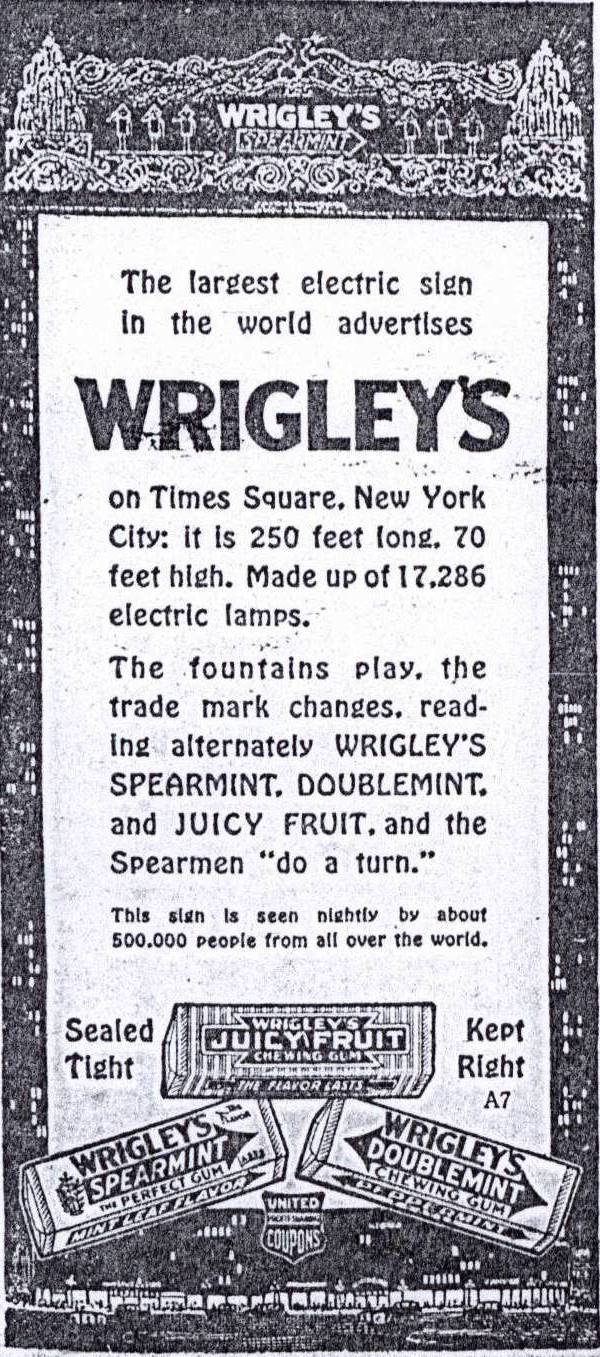 WRIGLEY'S
SPEARMINT
The largest electric sign
in the world advertises
WRIGLEY'S
on Times Square, New York
City: it is 250 feet long, 70
feet high. Made up of 17,286
electric lamps.
The fountains play, the
trade mark changes, read-
ing alternately WRIGLEY'S
SPEARMINT, DOUBLEMINT,
and JUICY FRUIT, and the
Spearmen "do a turn."
This sign is seen nightly by about
500,000 people from all over the world.
Sealed
Tight
WRIGLEY'S
JUICY FRUIT
CHEWING GUM
THE FLAVOR LASTS
Kept
Right
A7
WRIGLEY'S
SPEARMINT
THE PERFECT GUM
MINT LEAF FLAVOR
WRIGLEY'S
DOUBLEMINT
CHEWING GUM
PEPPERMINT
UNITED
COUPONS